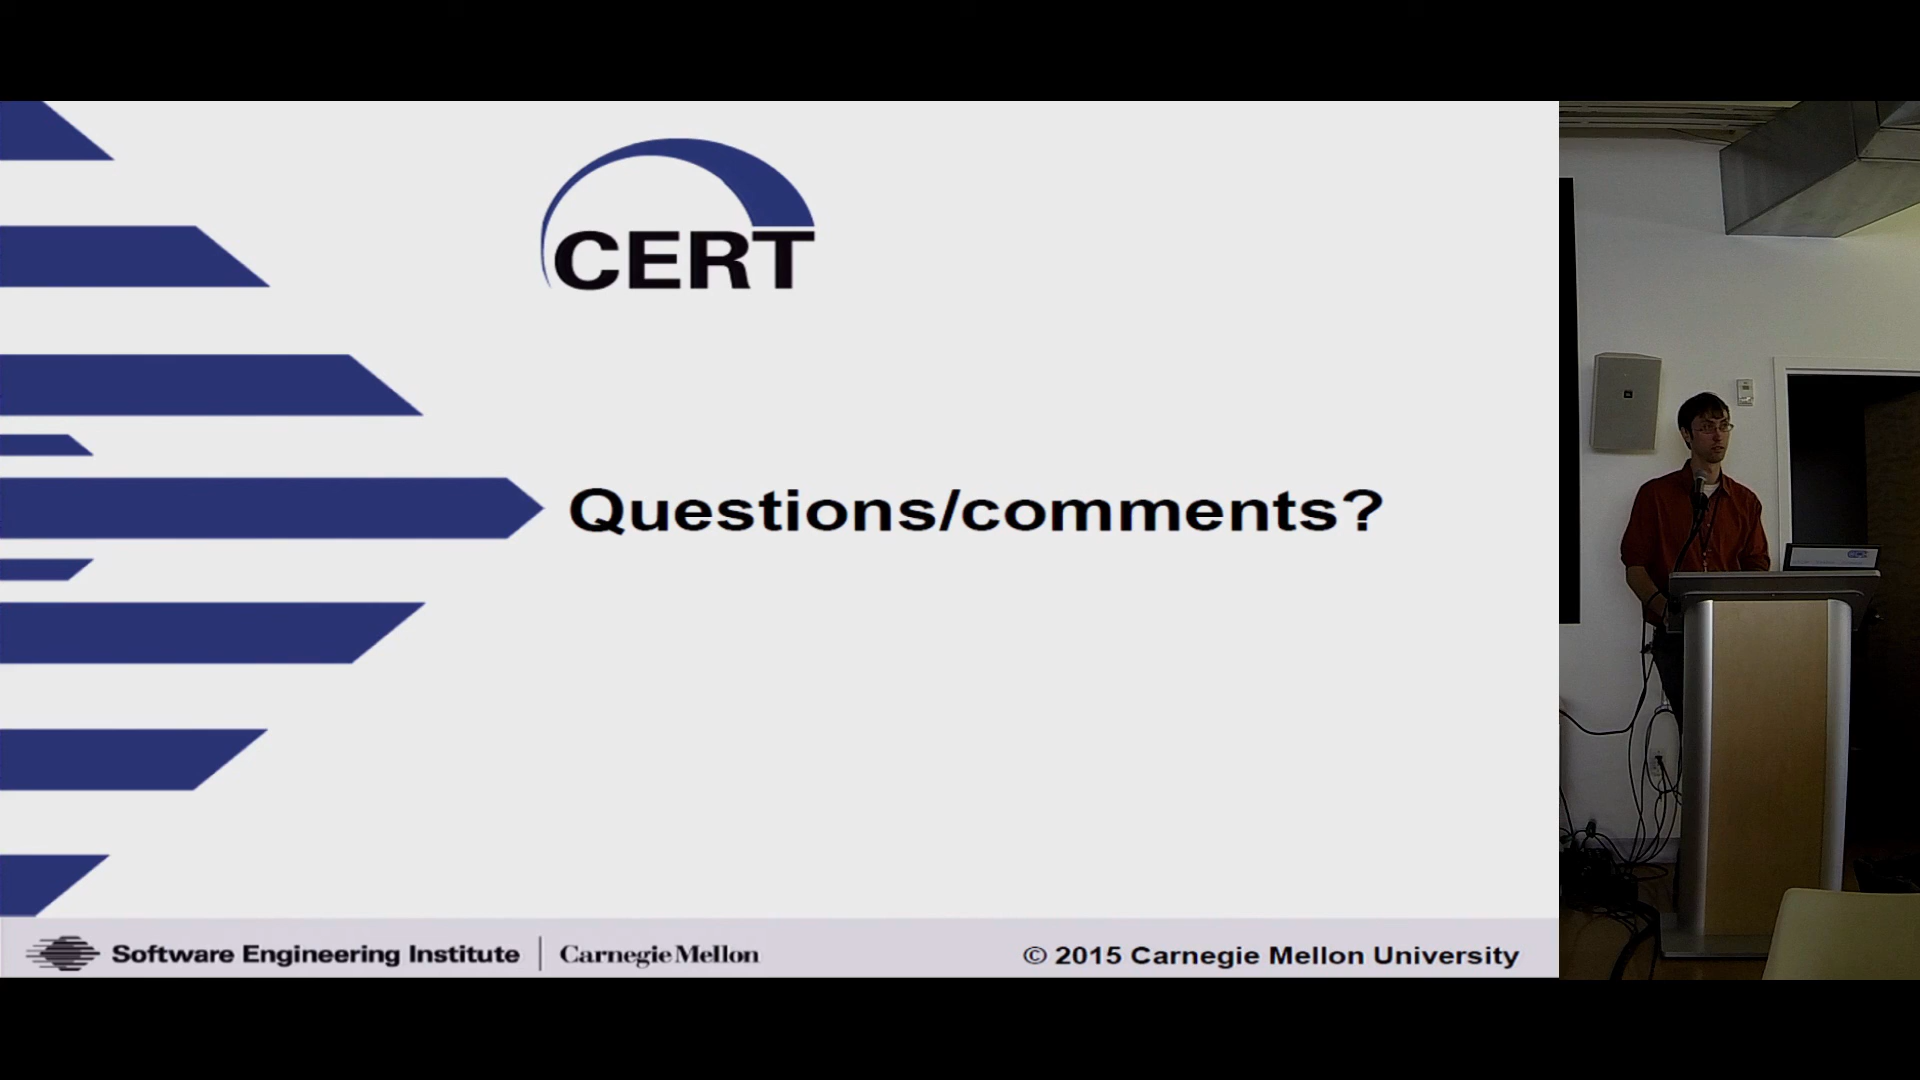 CERT
Questions/comments?
Software Engineering Institute | Carnegie Mellon
© 2015 Carnegie Mellon University